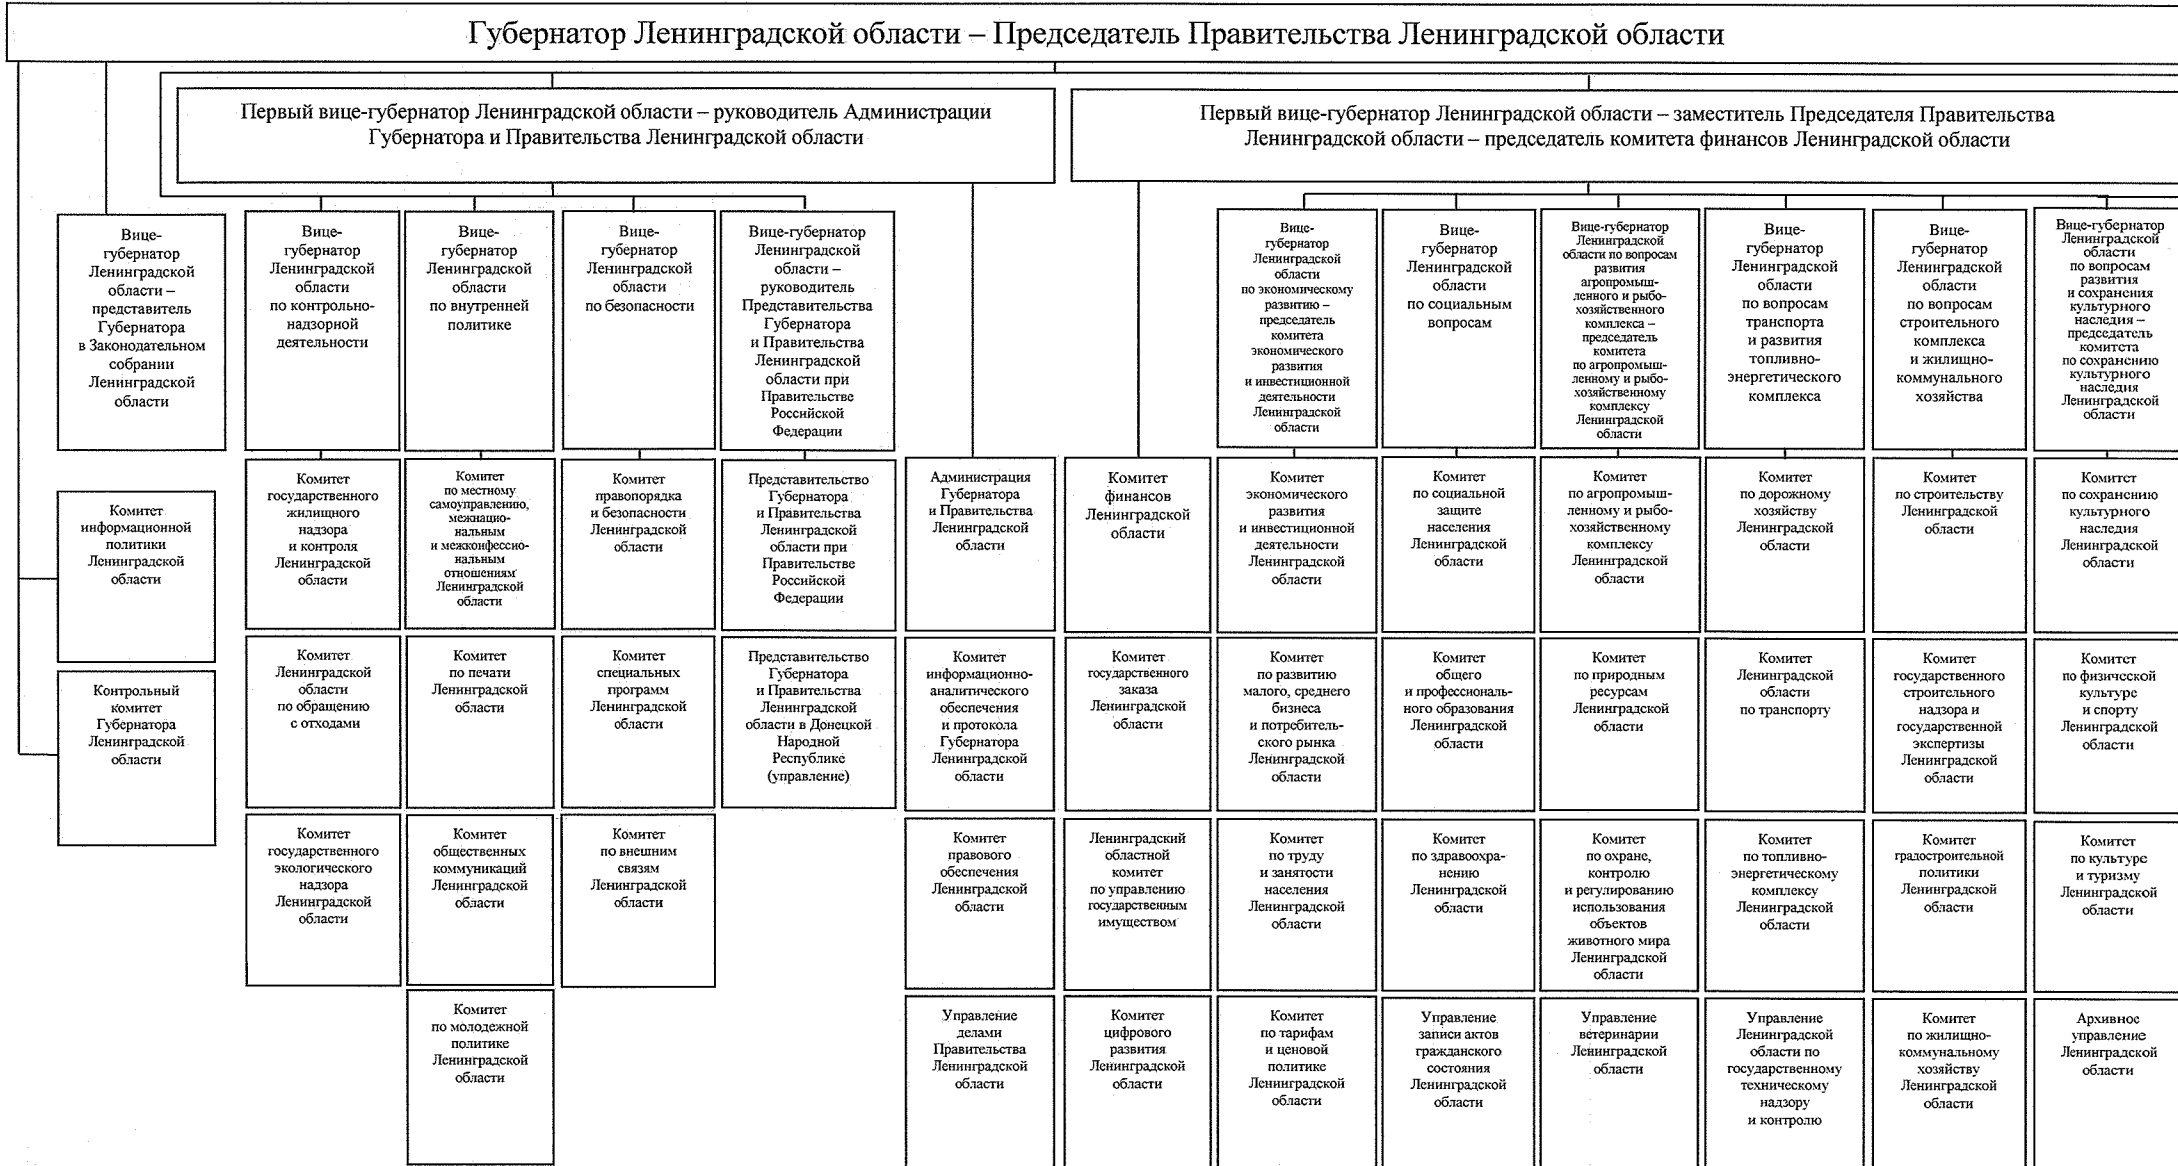 Губернатор Ленинградской области – Председатель Правительства Ленинградской области
Первый вице-губернатор Ленинградской области – руководитель Администрации
Губернатора и Правительства Ленинградской области
Первый вице-губернатор Ленинградской области – заместитель Председателя Правительства
Ленинградской области – председатель комитета финансов Ленинградской области
Вице-
губернатор
Ленинградской
области –
представитель
Губернатора
в Законодательном
собрании
Ленинградской
области
Вице-
губернатор
Ленинградской
области
по контрольно-
надзорной
деятельности
Вице-
губернатор
Ленинградской
области
по внутренней
политике
Вице-
губернатор
Ленинградской
области
по безопасности
Вице-губернатор
Ленинградской
области –
руководитель
Представительства
Губернатора
и Правительства
Ленинградской
области при
Правительстве
Российской
Федерации
Вице-
губернатор
Ленинградской
области
по экономическому
развитию –
председатель
комитета
экономического
развития
и инвестиционной
деятельности
Ленинградской
области
Вице-
губернатор
Ленинградской
области
по социальным
вопросам
Вице-губернатор
Ленинградской
области по вопросам
развития
агропромыш-
ленного и рыбо-
хозяйственного
комплекса –
председатель
комитета
по агропромыш-
ленному и рыбо-
хозяйственному
комплексу
Ленинградской
области
Вице-
губернатор
Ленинградской
области
по вопросам
транспорта
и развития
топливно-
энергетического
комплекса
Вице-
губернатор
Ленинградской
области
по вопросам
строительного
комплекса
и жилищно-
коммунального
хозяйства
Вице-губернатор
Ленинградской
области
по вопросам
развития
и сохранения
культурного
наследия –
председатель
комитета
по сохранению
культурного
наследия
Ленинградской
области
Комитет
информационной
политики
Ленинградской
области
Комитет
государственного
жилищного
надзора
и контроля
Ленинградской
области
Комитет
по местному
самоуправлению,
межнацио-
нальным
и межконфессио-
нальным
отношениям
Ленинградской
области
Комитет
правопорядка
и безопасности
Ленинградской
области
Представительство
Губернатора
и Правительства
Ленинградской
области при
Правительстве
Российской
Федерации
Администрация
Губернатора
и Правительства
Ленинградской
области
Комитет
финансов
Ленинградской
области
Комитет
экономического
развития
и инвестиционной
деятельности
Ленинградской
области
Комитет
по социальной
защите
населения
Ленинградской
области
Комитет
по агропромыш-
ленному и рыбо-
хозяйственному
комплексу
Ленинградской
области
Комитет
по дорожному
хозяйству
Ленинградской
области
Комитет
по строительству
Ленинградской
области
Комитет
по сохранению
культурного
наследия
Ленинградской
области
Контрольный
комитет
Губернатора
Ленинградской
области
Комитет
Ленинградской
области
по обращению
с отходами
Комитет
по печати
Ленинградской
области
Комитет
специальных
программ
Ленинградской
области
Представительство
Губернатора
и Правительства
Ленинградской
области в Донецкой
Народной
Республике
(управление)
Комитет
информационно-
аналитического
обеспечения
и протокола
Губернатора
Ленинградской
области
Комитет
государственного
заказа
Ленинградской
области
Комитет
по развитию
малого, среднего
бизнеса
и потребитель-
ского рынка
Ленинградской
области
Комитет
общего
и профессиональ-
ного образования
Ленинградской
области
Комитет
по природным
ресурсам
Ленинградской
области
Комитет
Ленинградской
области
по транспорту
Комитет
государственного
строительного
надзора и
государственной
экспертизы
Ленинградской
области
Комитет
по физической
культуре
и спорту
Ленинградской
области
Комитет
государственного
экологического
надзора
Ленинградской
области
Комитет
общественных
коммуникаций
Ленинградской
области
Комитет
по внешним
связям
Ленинградской
области
Комитет
правового
обеспечения
Ленинградской
области
Ленинградский
областной
комитет
по управлению
государственным
имуществом
Комитет
по труду
и занятости
населения
Ленинградской
области
Комитет
по здравоохра-
нению
Ленинградской
области
Комитет
по охране,
контролю
и регулированию
использования
объектов
животного мира
Ленинградской
области
Комитет
по топливно-
энергетическому
комплексу
Ленинградской
области
Комитет
градостроительной
политики
Ленинградской
области
Комитет
по культуре
и туризму
Ленинградской
области
Комитет
по молодежной
политике
Ленинградской
области
Управление
делами
Правительства
Ленинградской
области
Комитет
цифрового
развития
Ленинградской
области
Комитет
по тарифам
и ценовой
политике
Ленинградской
области
Управление
записи актов
гражданского
состояния
Ленинградской
области
Управление
ветеринарии
Ленинградской
области
Управление
Ленинградской
области по
государственному
техническому
надзору
и контролю
Комитет
по жилищно-
коммунальному
хозяйству
Ленинградской
области
Архивное
управление
Ленинградской
области